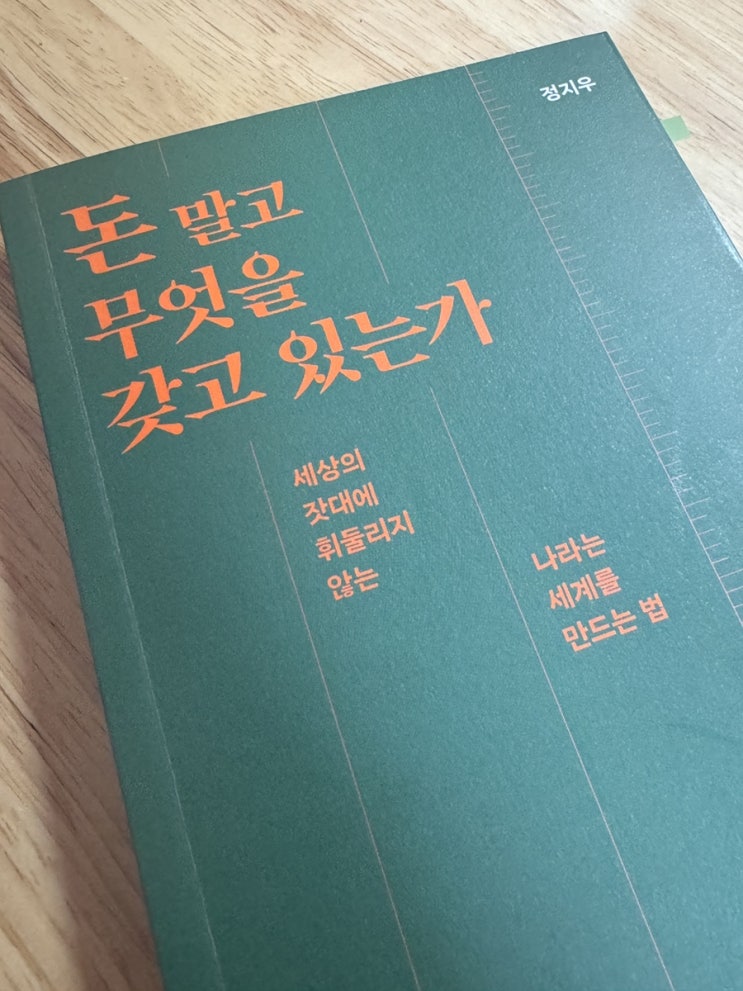 정지우
돈 말고
무엇을
갖고 있는가
세상의
잣대에
휘둘리지
않는
나라는
세계를
만드는 법